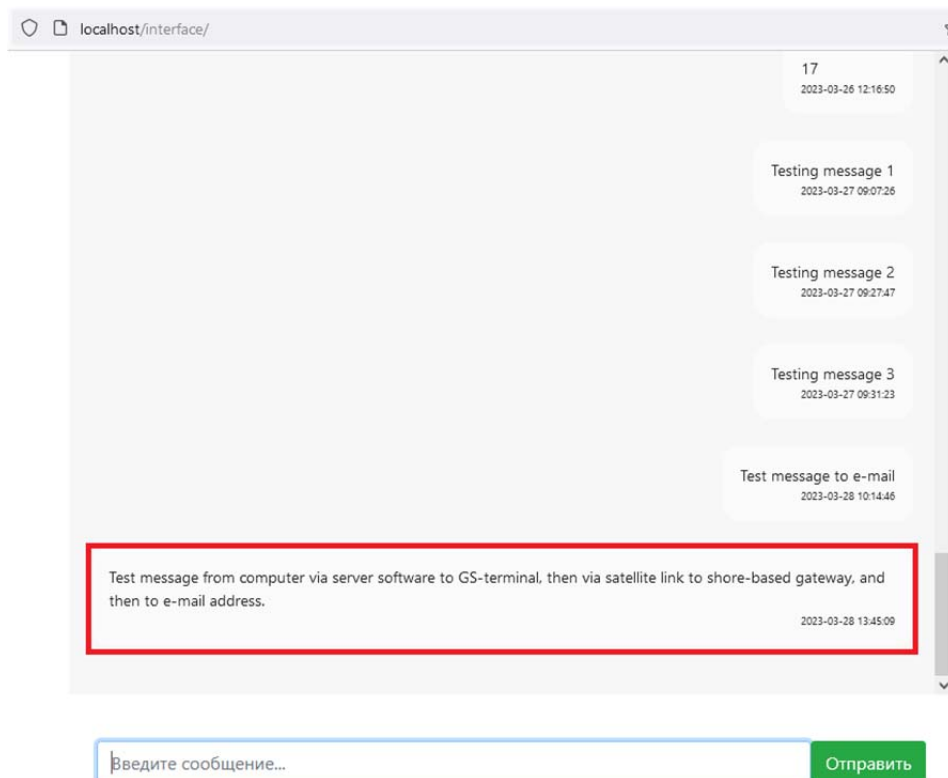 localhost/interface/
17
2023-03-26 12:16:50
Testing message 1
2023-03-27 09:07:26
Testing message 2
2023-03-27 09:27:47
Testing message 3
2023-03-27 09:31:23
Test message to e-mail
2023-03-28 10:14:46
Test message from computer via server software to GS-terminal, then via satellite link to shore-based gateway, and
then to e-mail address.
2023-03-28 13:45:09
Введите сообщение...
Отправить